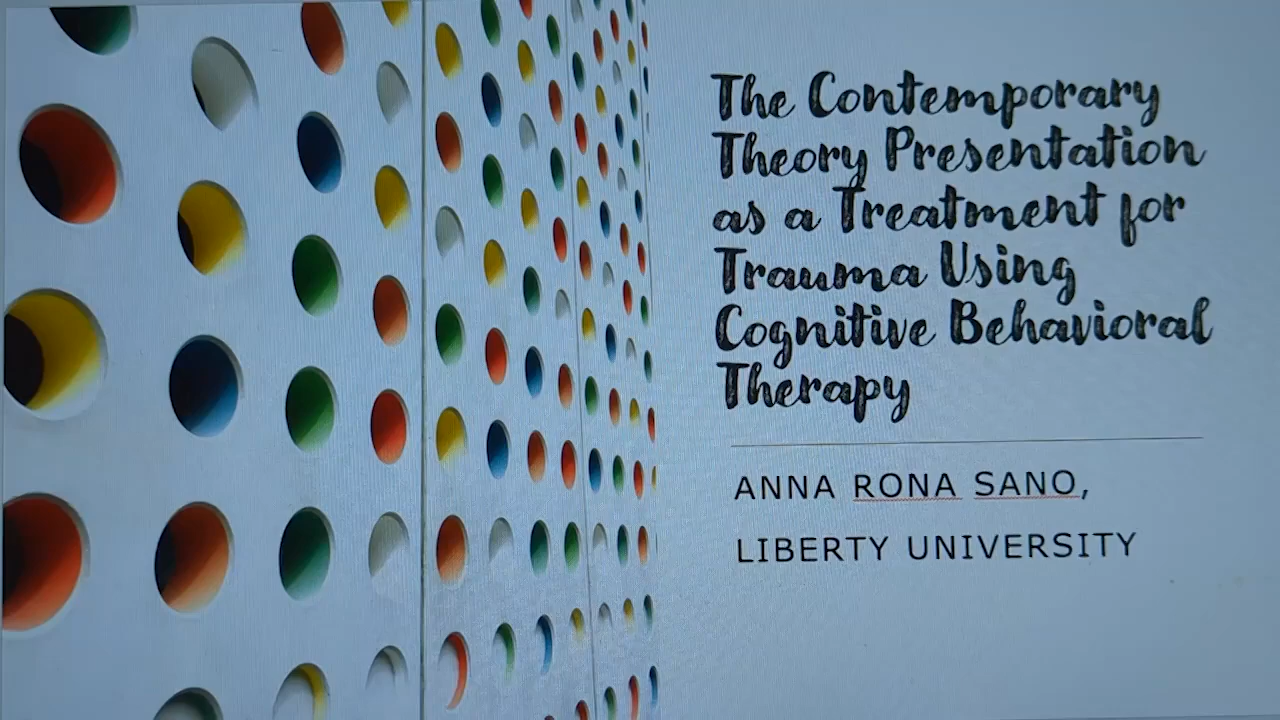 The Contemporary
Theory Presentation
as a Treatment for
Trauma Using
Cognitive Behavioral
Therapy
ANNA RONA SANO,
LIBERTY UNIVERSITY